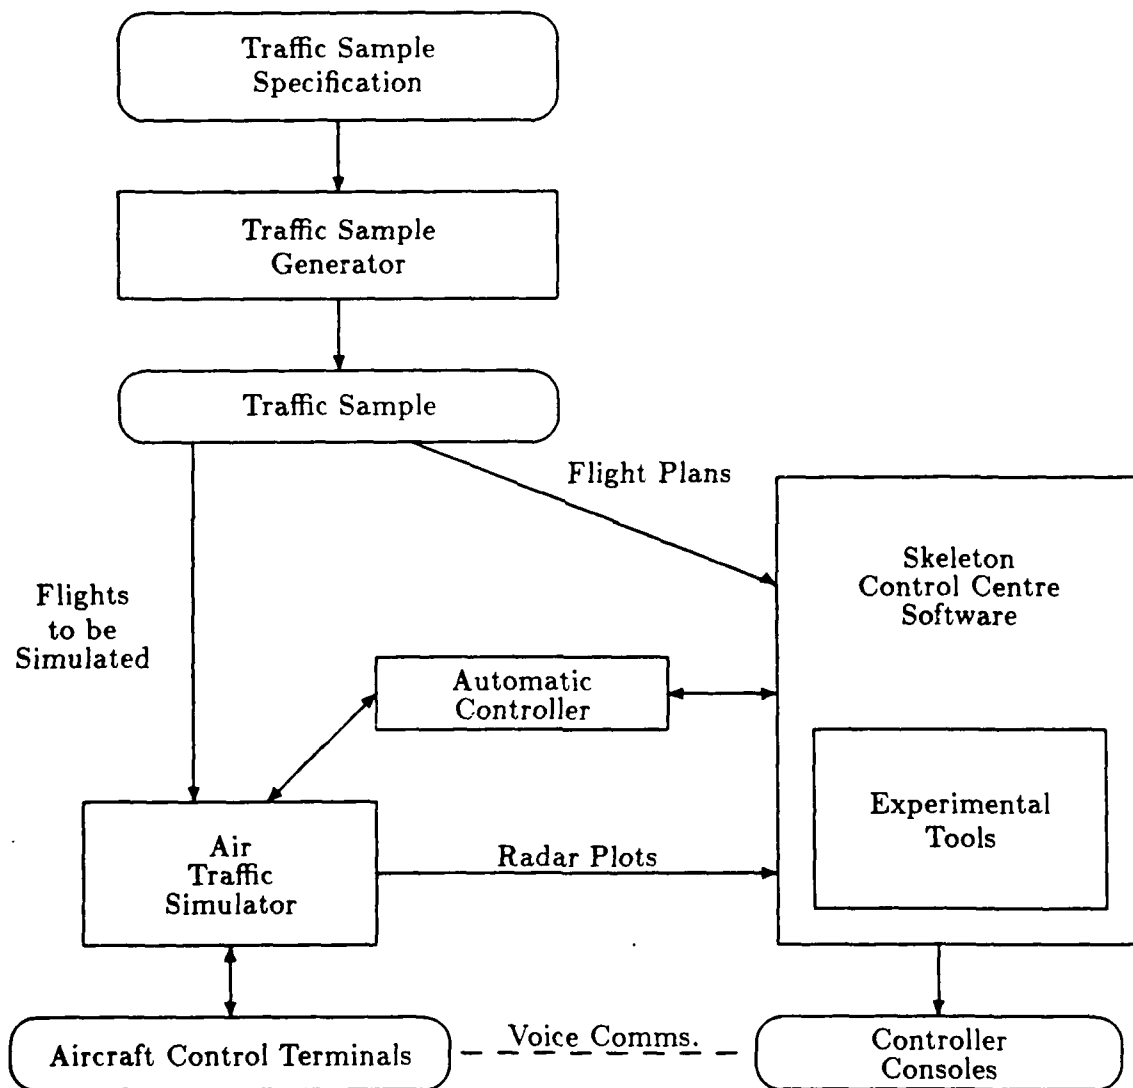 Traffic Sample
Specification
Traffic Sample
Generator
Traffic Sample
Flight Plans
Skeleton
Control Centre
Software
Flights
to be
Simulated
Automatic
Controller
Experimental
Tools
Air
Traffic
Simulator
Radar Plots
Voice Comms.
Aircraft Control Terminals
Controller
Consoles